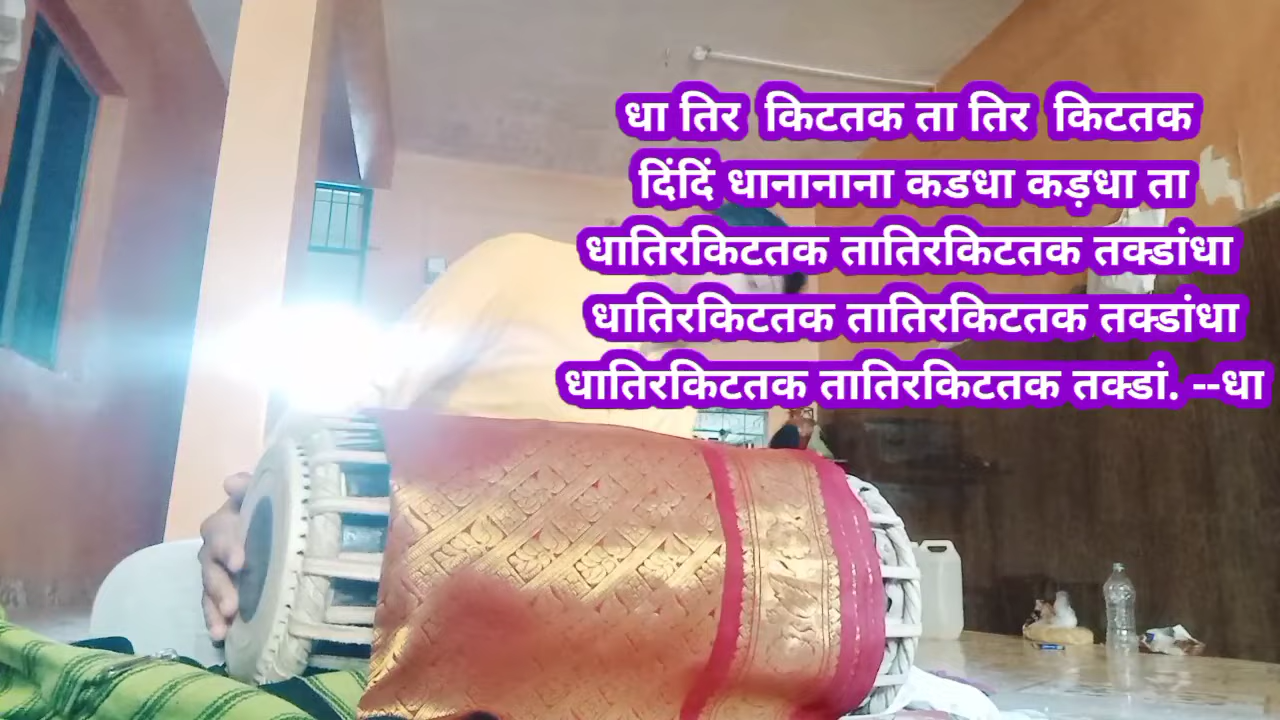 धा तिर किटतक ता तिर किटतक
दिंदिं धानानाना कडधा कड़धा ता
धातिरकिटतक तातिरकिटतक तक्डांधा
धातिरकिटतक तातिरकिटतक तक्डांधा
धातिरकिटतक तातिरकिटतक तक्डां. --धा